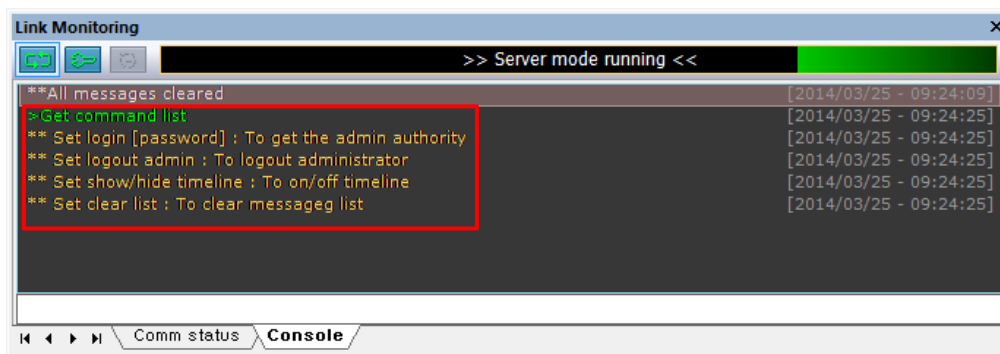 Link Monitoring
>> Server mode running <<
**All messages cleared [2014/03/25 - 09:24:09]
>Get command list [2014/03/25 - 09:24:25]
** Set login [password] : To get the admin authority [2014/03/25 - 09:24:25]
** Set logout admin : To logout administrator [2014/03/25 - 09:24:25]
** Set show/hide timeline : To on/off timeline [2014/03/25 - 09:24:25]
** Set clear list : To clear messageg list [2014/03/25 - 09:24:25]
Comm status Console